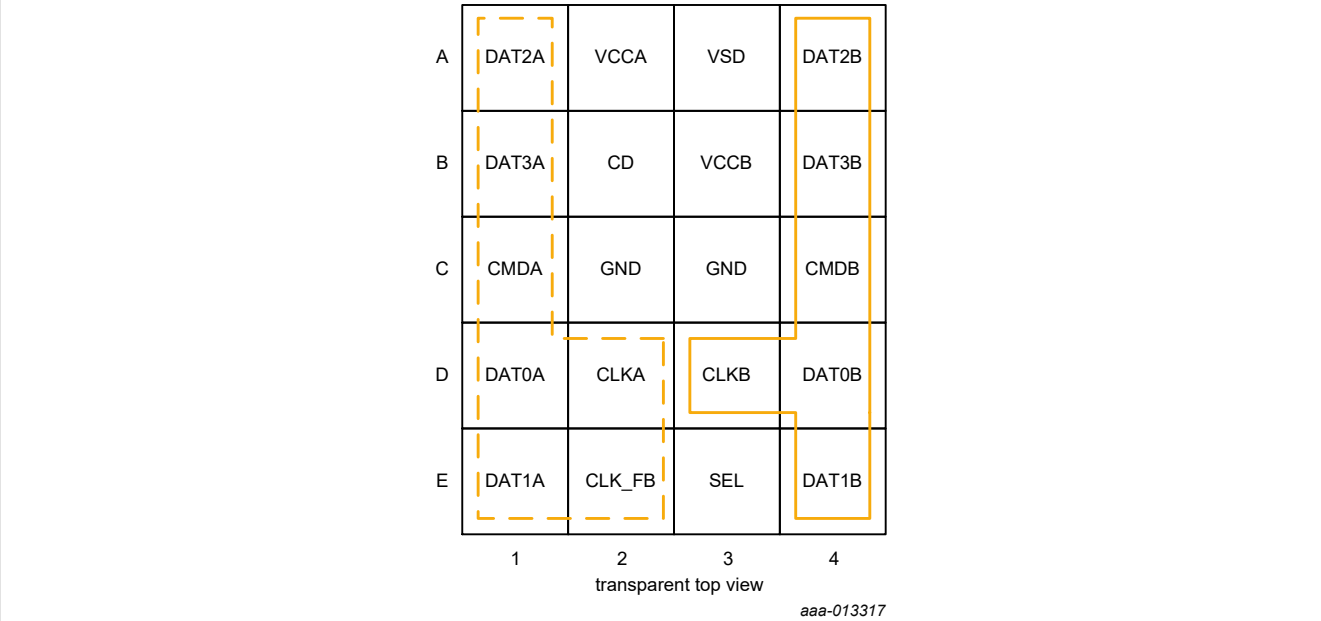 A DAT2A VCCA VSD DAT2B
B DAT3A CD VCCB DAT3B
C CMDA GND GND CMDB
D DAT0A CLKA CLKB DAT0B
E DAT1A CLK_FB SEL DAT1B
1 2 3 4
transparent top view
aaa-013317